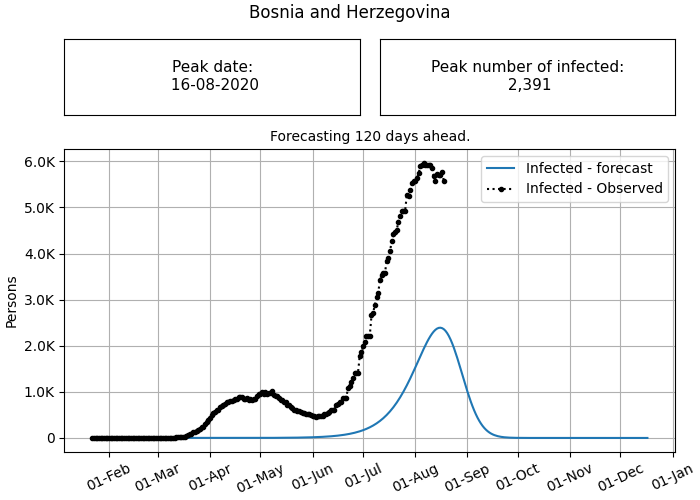 Bosnia and Herzegovina
Peak date:
16-08-2020
Peak number of infected:
2,391
Forecasting 120 days ahead.
Infected - forecast
Infected - Observed
Persons
6.0K
5.0K
4.0K
3.0K
2.0K
1.0K
0
01-Feb
01-Mar
01-Apr
01-May
01-Jun
01-Jul
01-Aug
01-Sep
01-Oct
01-Nov
01-Dec
01-Jan